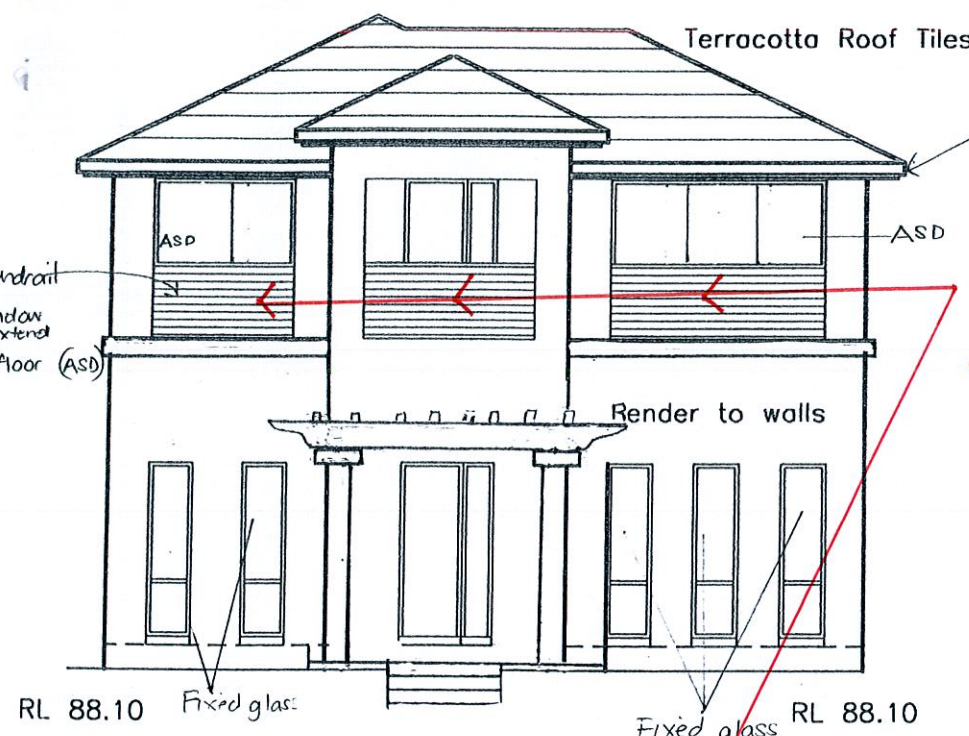 Terracotta Roof Tiles
ASD
ASD
(ASD)
Render to walls
RL 88.10
Fixed glass
Fixed glass
RL 88.10